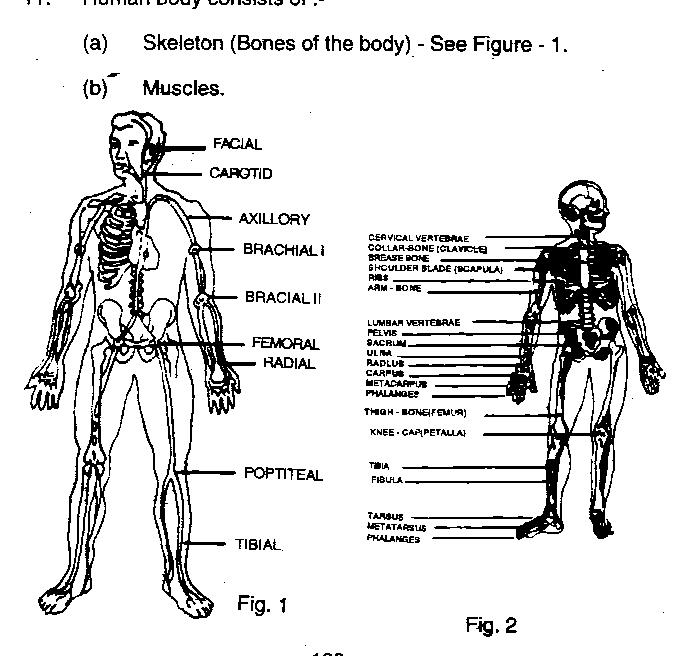 11. Human Body consists of :-
(a) Skeleton (Bones of the body) - See Figure - 1.
(b) Muscles.
FACIAL
CAROTID
AXILLORY
BRACHIAL I
BRACIAL II
FEMORAL
RADIAL
POPTITEAL
TIBIAL
Fig. 1
CERVICAL VERTEBRAE
COLLAR-BONE (CLAVICLE)
BREASE BONE
SHOULDER BLADE (SCAPULA)
RIBS
ARM - BONE
LUMBAR VERTEBRAE
PELVIS
SACRUM
ULNA
RADLUS
CARPUS
METACARPUS
PHALANGES
THIGH - BONE(FEMUR)
KNEE - CAP(PETALLA)
TIBIA
FIBULA
TARSUS
METATARSUS
PHALANGES
Fig. 2